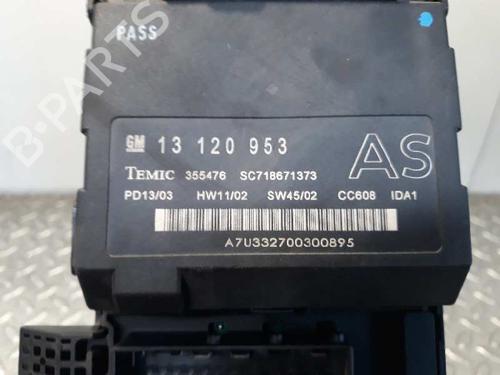 PASS
GM 13 120 953 AS
TEMIC 355476 SC718671373
PD13/03 HW11/02 SW45/02 CC608 IDA1
A7U332700300895
B-PARTS